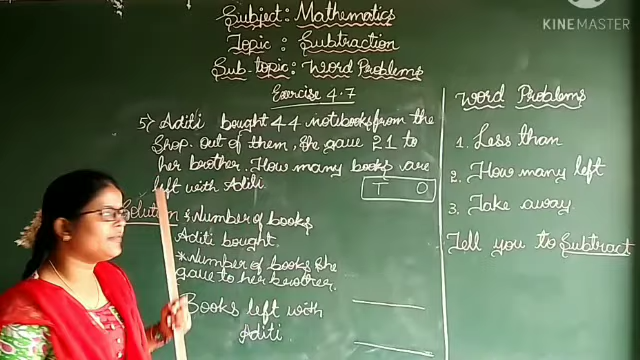 Subject: Mathematics
Topic: Subtraction
Sub-topic: Word Problems
Exercise 4.7
5) Aditi bought 44 notebooks from the
shop. Out of them, she gave 21 to
her brother. How many books are
left with Aditi
T O
Solution * Number of books
Aditi bought.
* Number of books she
gave to her brother.
Books left with
Aditi
Word Problems
1. Less than
2. How many left
3. Take away
Tell you to Subtract
KINEMASTER